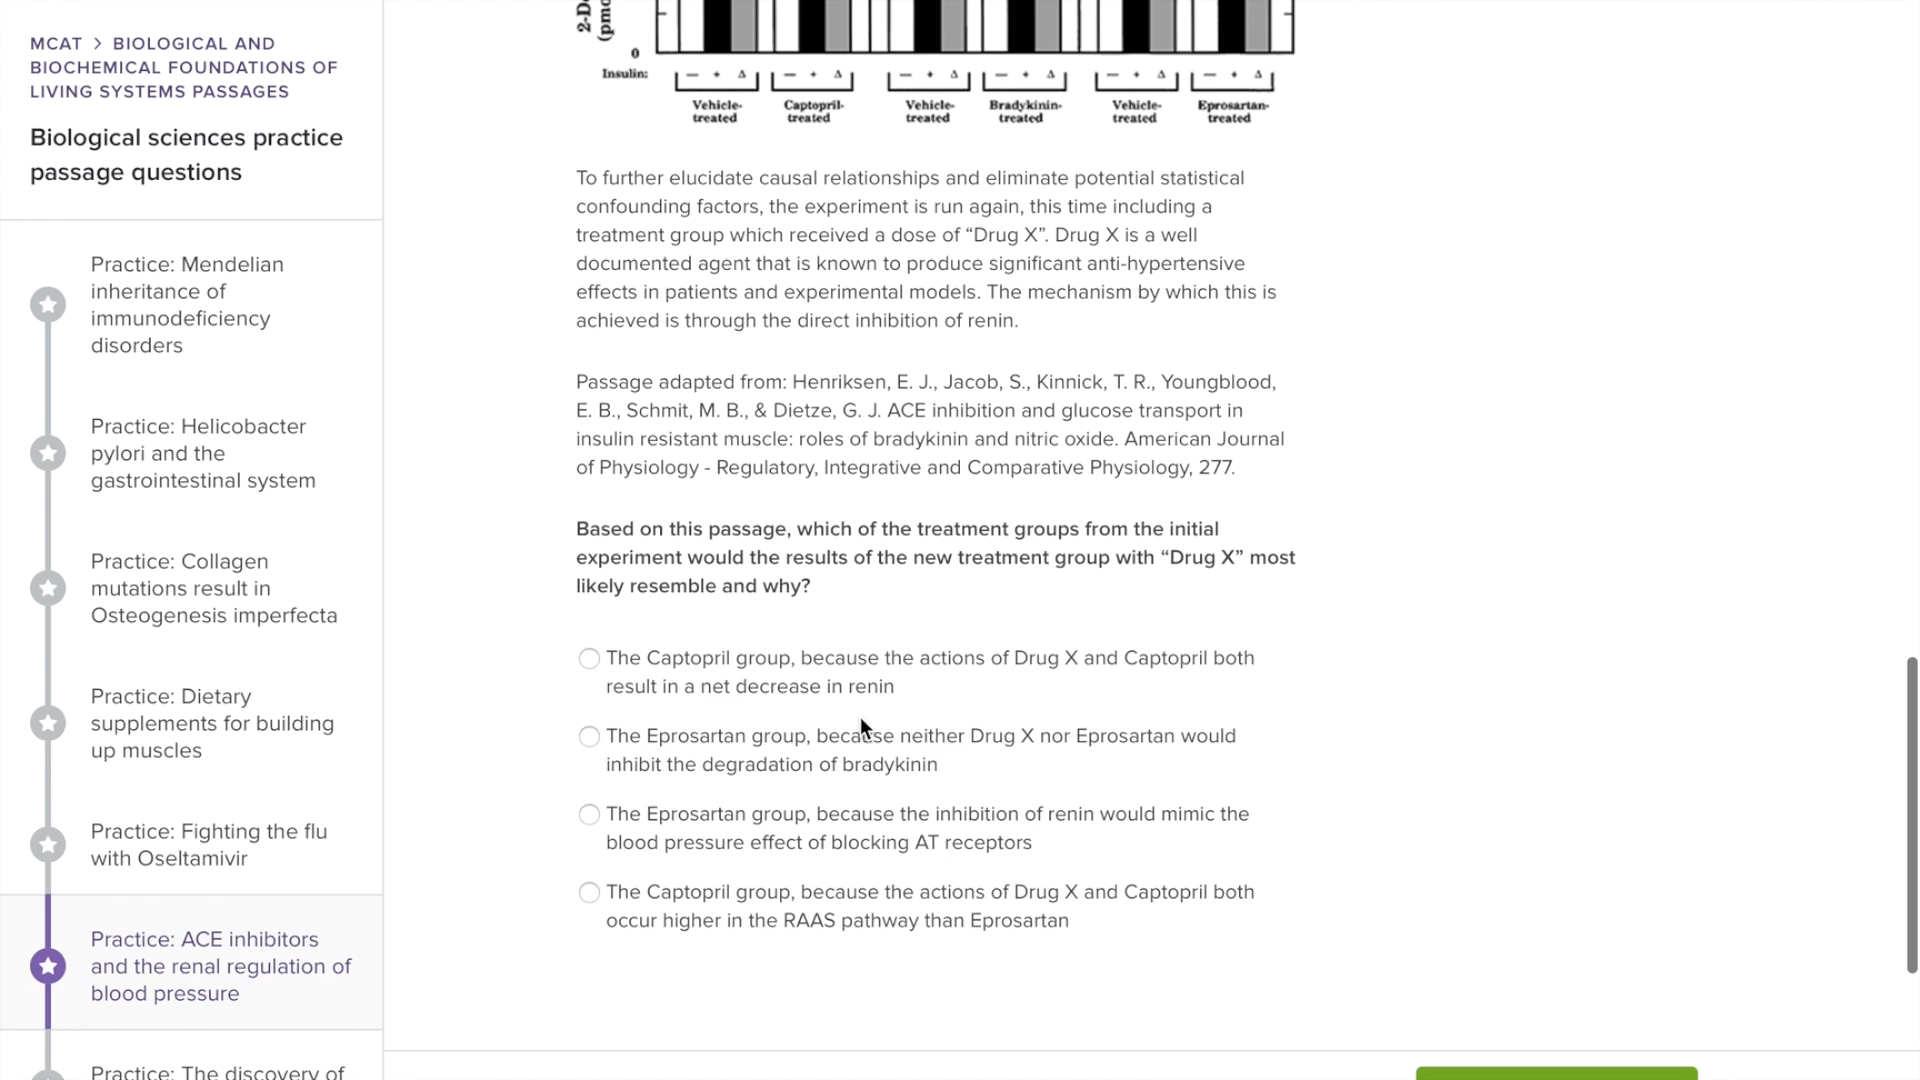 MCAT > BIOLOGICAL AND
BIOCHEMICAL FOUNDATIONS OF
LIVING SYSTEMS PASSAGES
Biological sciences practice
passage questions
Practice: Mendelian
inheritance of
immunodeficiency
disorders
Practice: Helicobacter
pylori and the
gastrointestinal system
Practice: Collagen
mutations result in
Osteogenesis imperfecta
Practice: Dietary
supplements for building
up muscles
Practice: Fighting the flu
with Oseltamivir
Practice: ACE inhibitors
and the renal regulation of
blood pressure
Practice: The discovery of
0
Insulin: — + Δ — + Δ — + Δ — + Δ — + Δ — + Δ
Vehicle- Captopril- Vehicle- Bradykinin- Vehicle- Eprosartan-
treated treated treated treated treated treated
To further elucidate causal relationships and eliminate potential statistical
confounding factors, the experiment is run again, this time including a
treatment group which received a dose of “Drug X”. Drug X is a well
documented agent that is known to produce significant anti-hypertensive
effects in patients and experimental models. The mechanism by which this is
achieved is through the direct inhibition of renin.
Passage adapted from: Henriksen, E. J., Jacob, S., Kinnick, T. R., Youngblood,
E. B., Schmit, M. B., & Dietze, G. J. ACE inhibition and glucose transport in
insulin resistant muscle: roles of bradykinin and nitric oxide. American Journal
of Physiology - Regulatory, Integrative and Comparative Physiology, 277.
Based on this passage, which of the treatment groups from the initial
experiment would the results of the new treatment group with “Drug X” most
likely resemble and why?
The Captopril group, because the actions of Drug X and Captopril both
result in a net decrease in renin
The Eprosartan group, because neither Drug X nor Eprosartan would
inhibit the degradation of bradykinin
The Eprosartan group, because the inhibition of renin would mimic the
blood pressure effect of blocking AT receptors
The Captopril group, because the actions of Drug X and Captopril both
occur higher in the RAAS pathway than Eprosartan